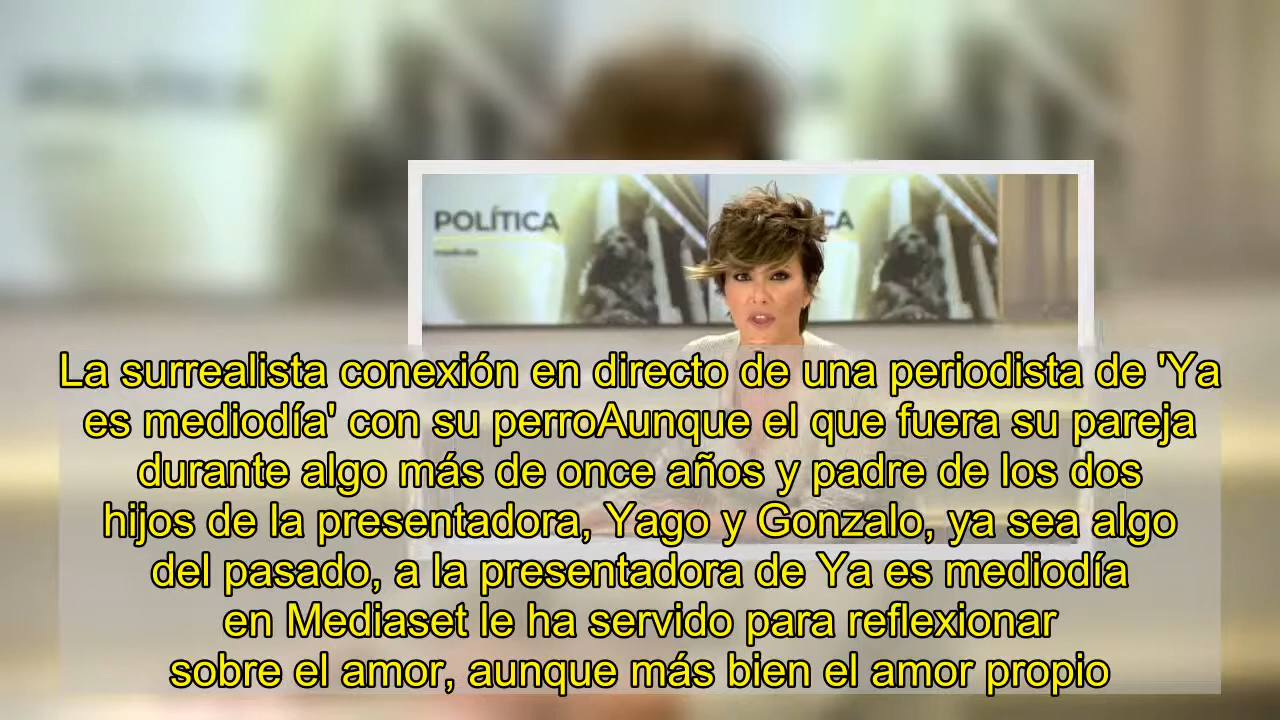 POLÍTICA
CA
La surrealista conexión en directo de una periodista de 'Ya
es mediodía' con su perroAunque el que fuera su pareja
durante algo más de once años y padre de los dos
hijos de la presentadora, Yago y Gonzalo, ya sea algo
del pasado, a la presentadora de Ya es mediodía
en Mediaset le ha servido para reflexionar
sobre el amor, aunque más bien el amor propio